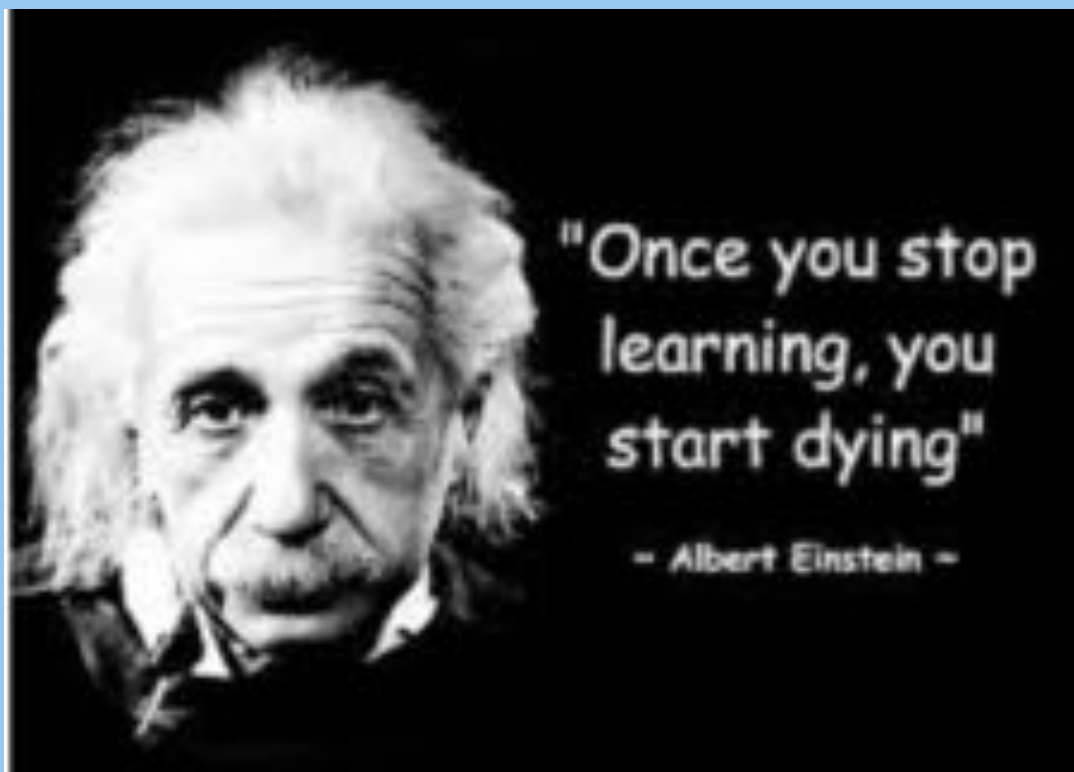 "Once you stop
learning, you
start dying"
~ Albert Einstein ~